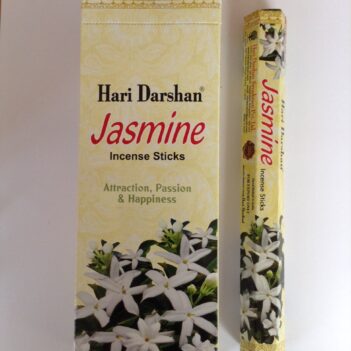 Hari Darshan®
Jasmine
Incense Sticks
Attraction, Passion
& Happiness
Hari Darshan
Jasmine
Incense Sticks